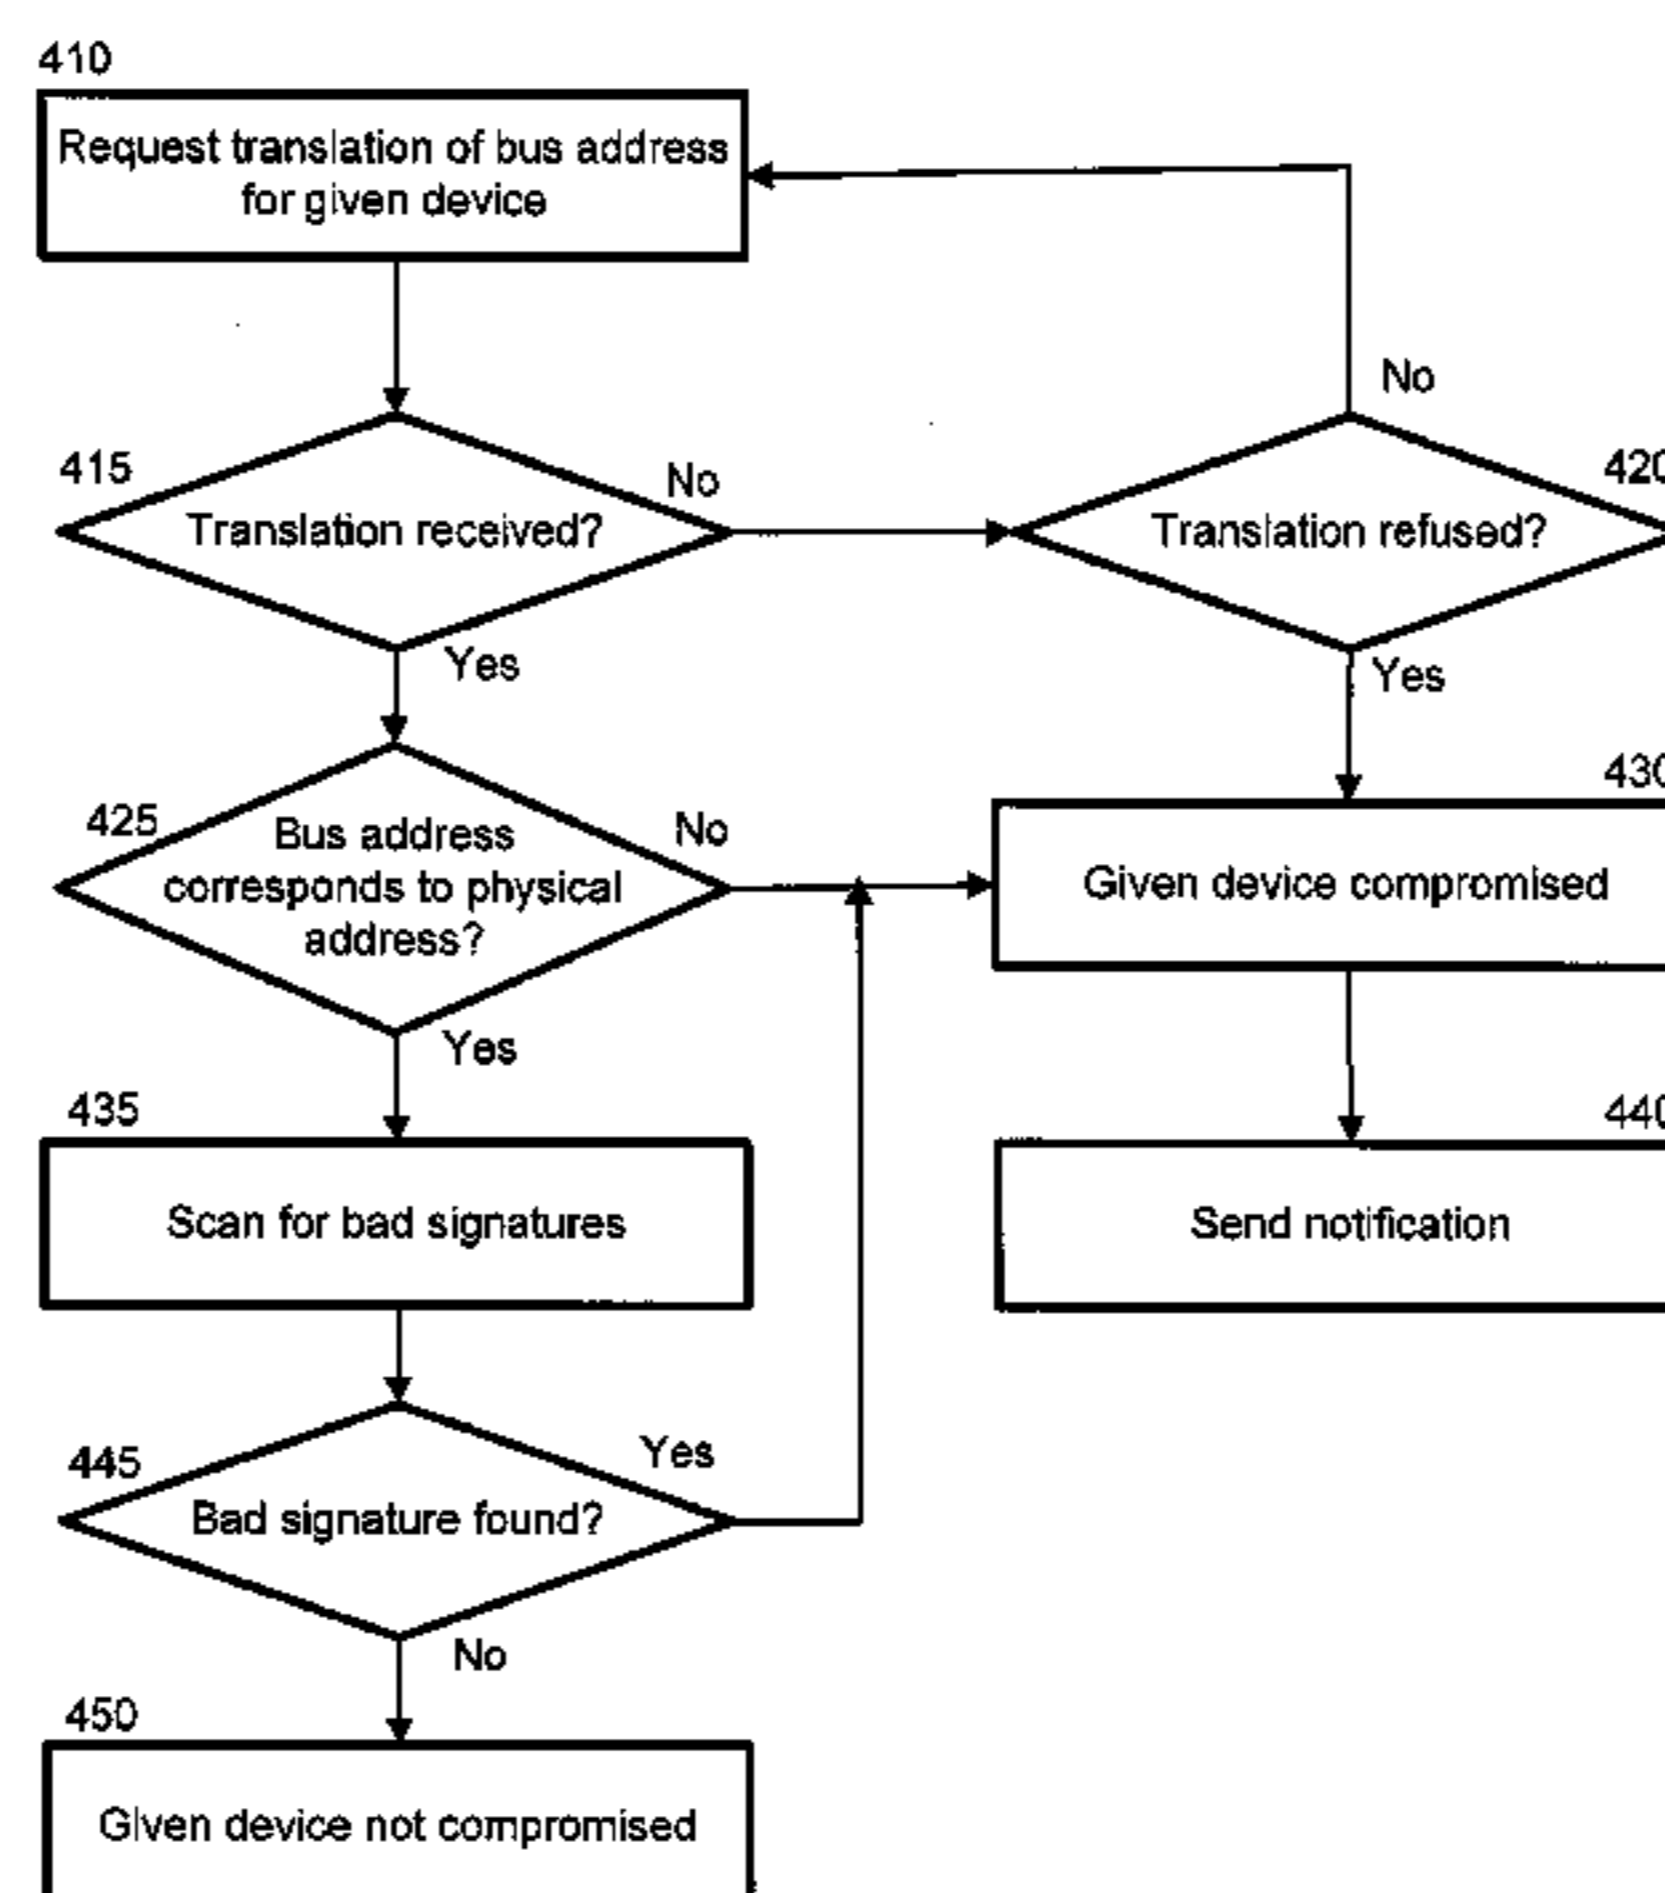 410
Request translation of bus address
for given device
No
415
No
420
Translation received?
Translation refused?
Yes
Yes
430
425
Bus address
No
corresponds to physical
Given device compromised
address?
Yes
435
440
Scan for bad signatures
Send notification
445
Yes
Bad signature found?
No
450
Given device not compromised